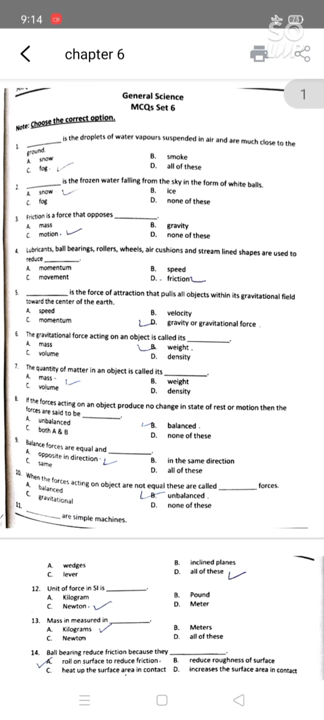 9:14
chapter 6
1
General Science
MCQs Set 6
Note: Choose the correct option.
1. ________ is the droplets of water vapours suspended in air and are much close to the
ground.
A. snow B. smoke
C. fog. D. all of these
2. ________ is the frozen water falling from the sky in the form of white balls.
A. snow B. ice
C. fog D. none of these
3. Friction is a force that opposes ________.
A. mass B. gravity
C. motion. D. none of these
4. Lubricants, ball bearings, rollers, wheels, air cushions and stream lined shapes are used to
reduce ________.
A. momentum B. speed
C. movement D. friction
5. ________ is the force of attraction that pulls all objects within its gravitational field
toward the center of the earth.
A. speed B. velocity
C. momentum D. gravity or gravitational force.
6. The gravitational force acting on an object is called its ________.
A. mass B. weight.
C. volume D. density
7. The quantity of matter in an object is called its ________.
A. mass. B. weight
C. volume D. density
8. If the forces acting on an object produce no change in state of rest or motion then the
forces are said to be ________.
A. unbalanced B. balanced.
C. both A & B D. none of these
9. Balance forces are equal and ________.
A. opposite in direction. B. in the same direction
C. same D. all of these
10. When the forces acting on object are not equal these are called ________ forces.
A. balanced B. unbalanced.
C. gravitational D. none of these
11. ________ are simple machines.
A. wedges B. inclined planes
C. lever D. all of these
12. Unit of force in SI is ________.
A. Kilogram B. Pound
C. Newton. D. Meter
13. Mass in measured in ________.
A. Kilograms B. Meters
C. Newton D. all of these
14. Ball bearing reduce friction because they ________.
A. roll on surface to reduce friction. B. reduce roughness of surface
C. heat up the surface area in contact D. increases the surface area in contact